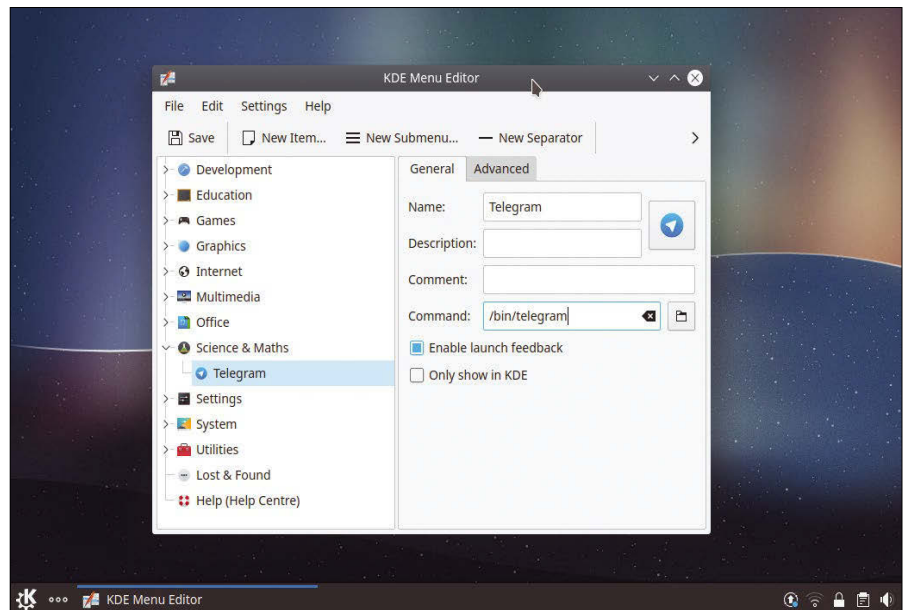 KDE Menu Editor
File Edit Settings Help
Save New Item... New Submenu... New Separator
Development
Education
Games
Graphics
Internet
Multimedia
Office
Science & Maths
Telegram
Settings
System
Utilities
Lost & Found
Help (Help Centre)
General Advanced
Name: Telegram
Description:
Comment:
Command: /bin/telegram
Enable launch feedback
Only show in KDE
KDE Menu Editor